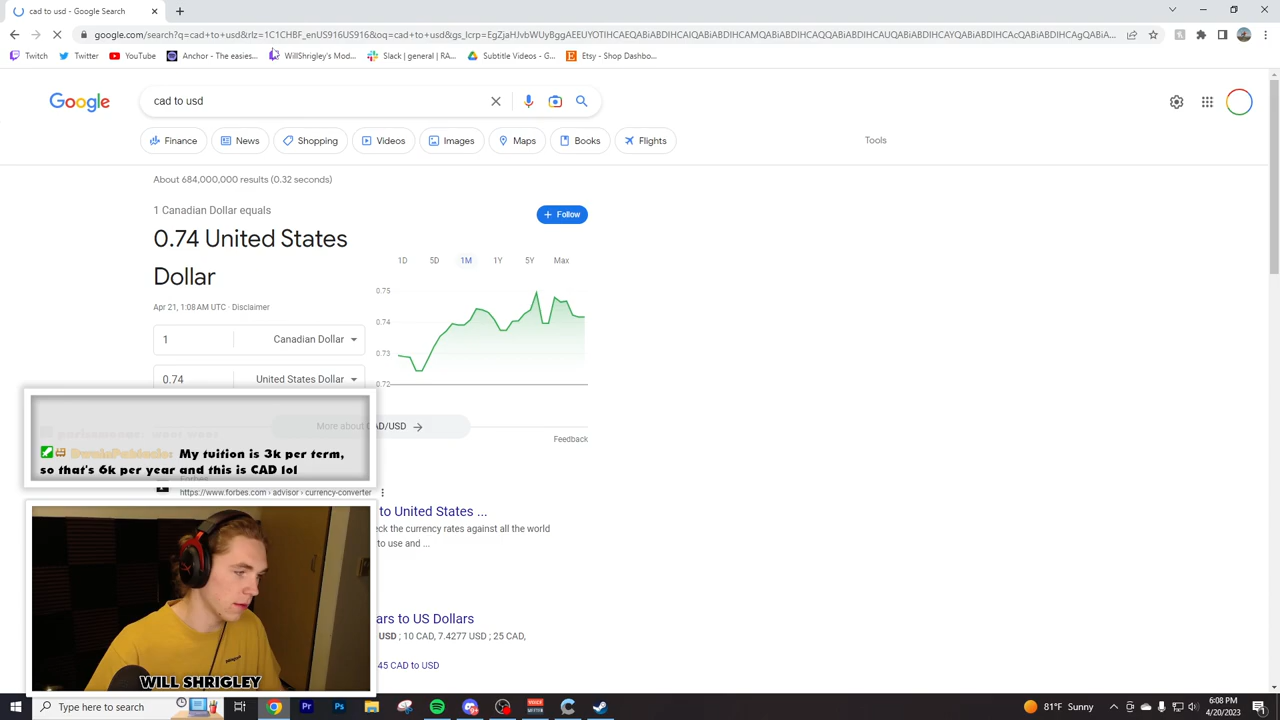 cad to usd - Google Search
google.com/search?q=cad+to+usd&rlz=1C1CHBF_enUS916US916&oq=cad+to+usd&gs_lcrp=
Twitch
Twitter
YouTube
Anchor - The easies...
WillShrigley's Mod...
Slack | general | RA...
Subtitle Videos - G...
Etsy - Shop Dashbo...
Google
cad to usd
Finance
News
Shopping
Videos
Images
Maps
Books
Flights
Tools
About 684,000,000 results (0.32 seconds)
1 Canadian Dollar equals
Follow
0.74 United States
Dollar
Apr 21, 1:08 AM UTC · Disclaimer
1D 5D 1M 1Y 5Y Max
0.75
0.74
0.73
0.72
1 Canadian Dollar
0.74 United States Dollar
More about CAD/USD
Feedback
My tuition is 3k per term,
so that's 6k per year and this is CAD lol
Forbes
https://www.forbes.com › advisor › currency-converter
to United States ...
eck the currency rates against all the world
to use and ...
ars to US Dollars
USD ; 10 CAD, 7.4277 USD ; 25 CAD,
45 CAD to USD
WILL SHRIGLEY
Type here to search
81°F Sunny
6:08 PM
4/20/2023